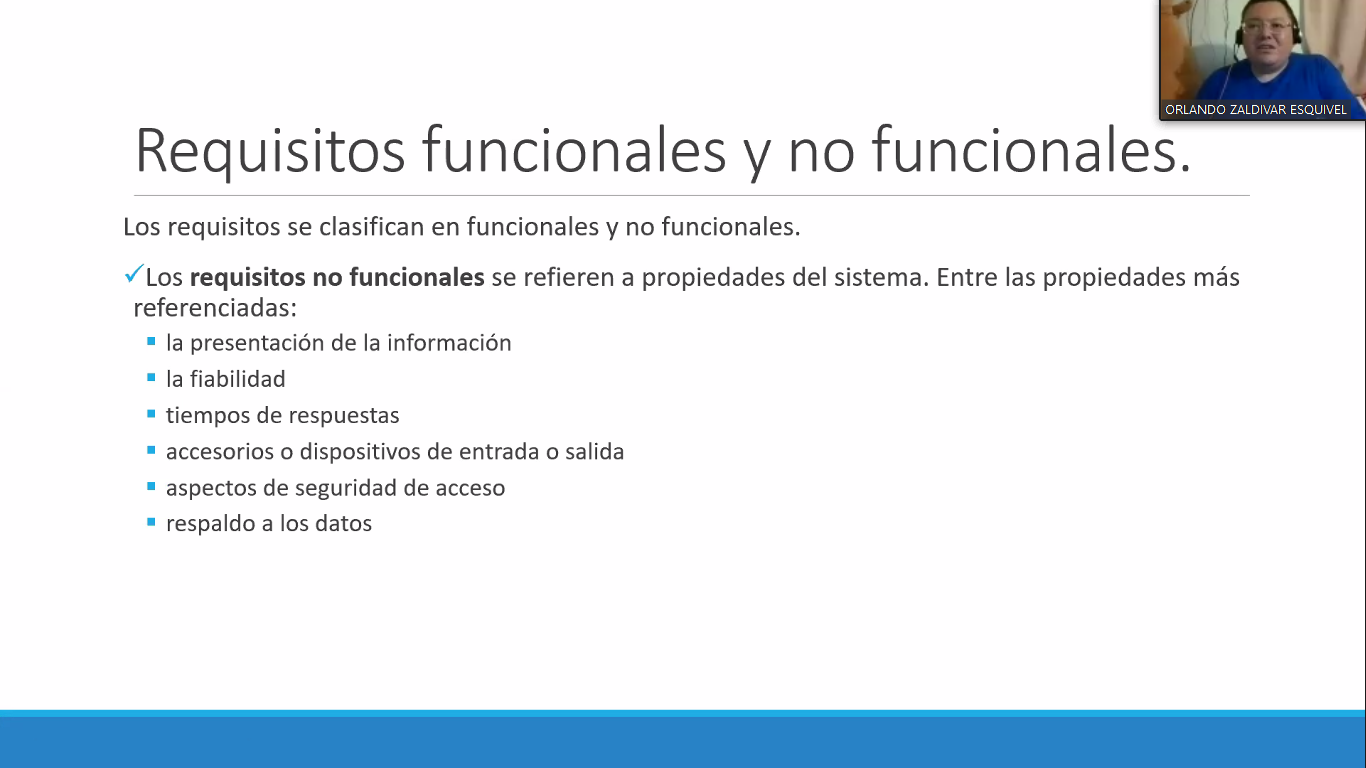 ORLANDO ZALDIVAR ESQUIVEL
Requisitos funcionales y no funcionales.
Los requisitos se clasifican en funcionales y no funcionales.
✓Los requisitos no funcionales se refieren a propiedades del sistema. Entre las propiedades más
referenciadas:
▪ la presentación de la información
▪ la fiabilidad
▪ tiempos de respuestas
▪ accesorios o dispositivos de entrada o salida
▪ aspectos de seguridad de acceso
▪ respaldo a los datos